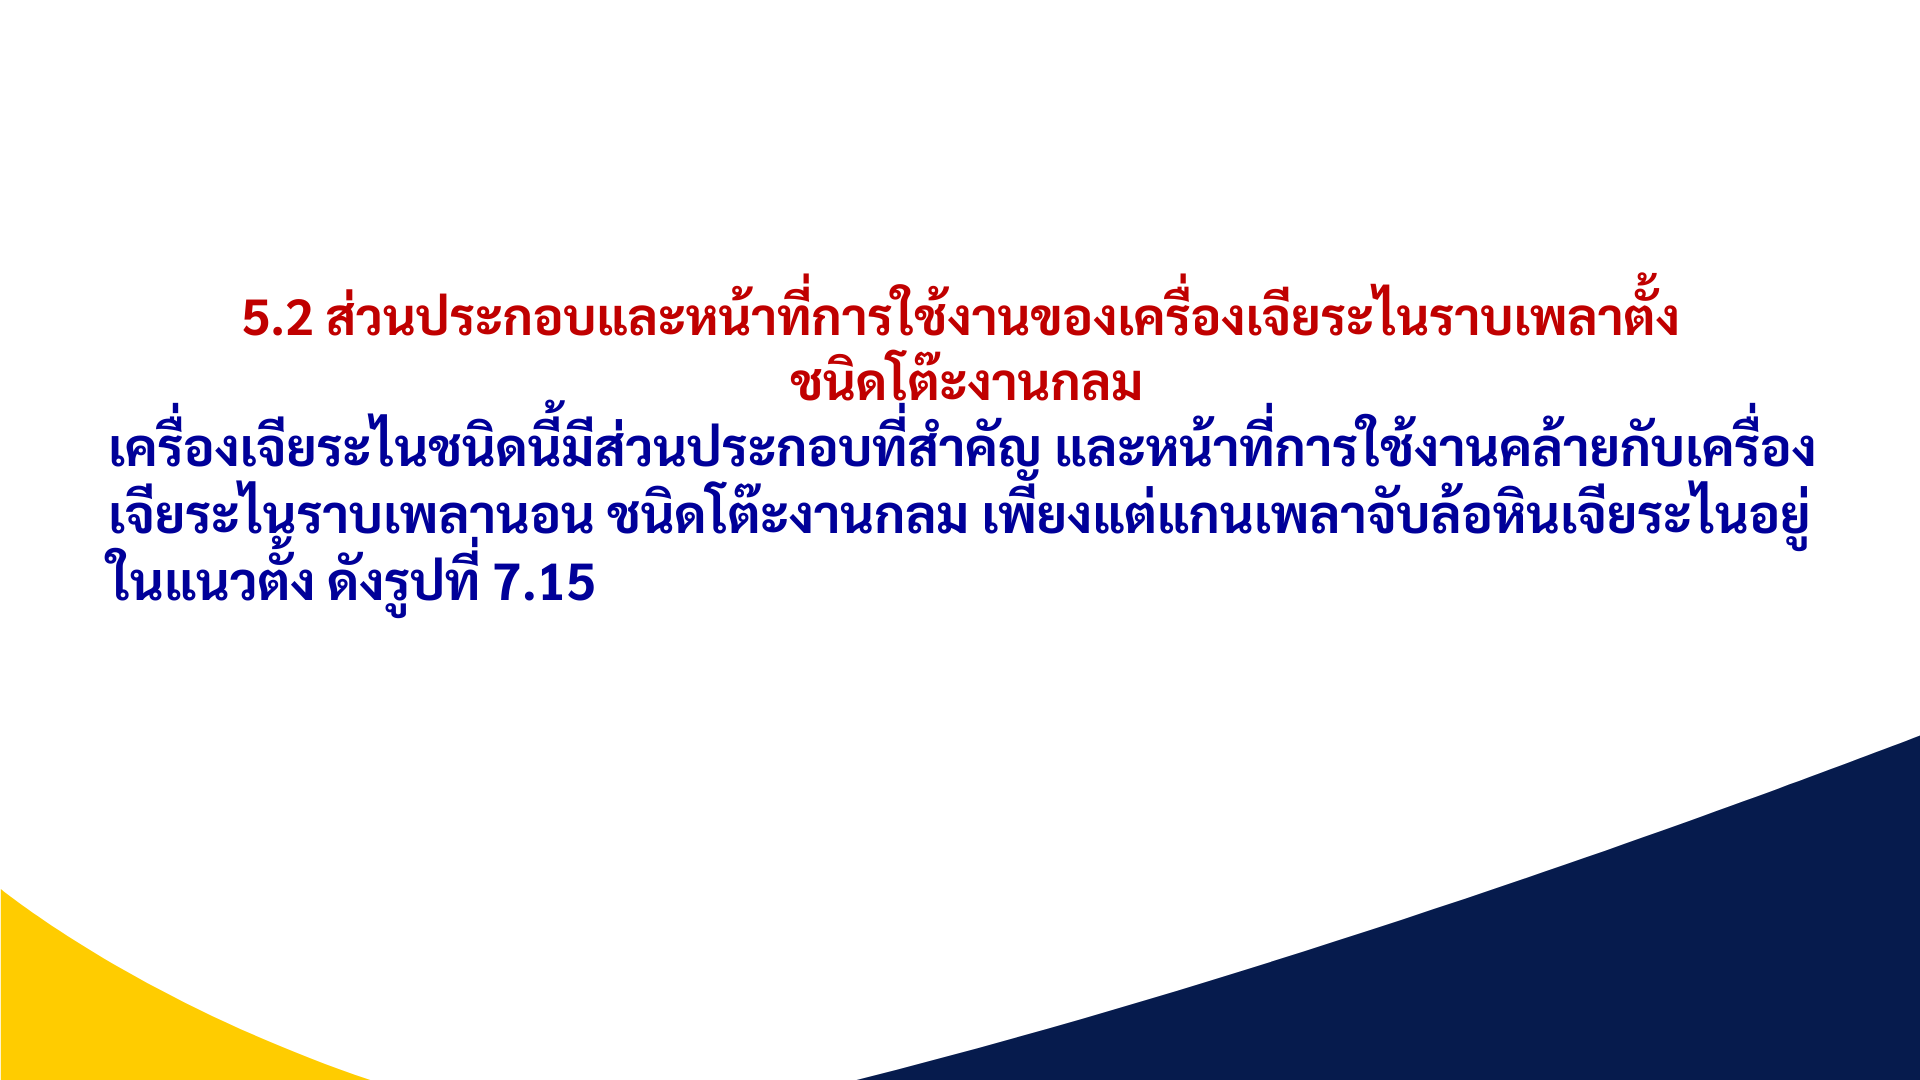 5.2 ส่วนประกอบและหน้าที่การใช้งานของเครื่องเจียระไนราบเพลาตั้ง
ชนิดโต๊ะงานกลม
เครื่องเจียระไนชนิดนี้มีส่วนประกอบที่สำคัญ และหน้าที่การใช้งานคล้ายกับเครื่อง
เจียระไนราบเพลานอน ชนิดโต๊ะงานกลม เพียงแต่แกนเพลาจับล้อหินเจียระไนอยู่
ในแนวตั้ง ดังรูปที่ 7.15